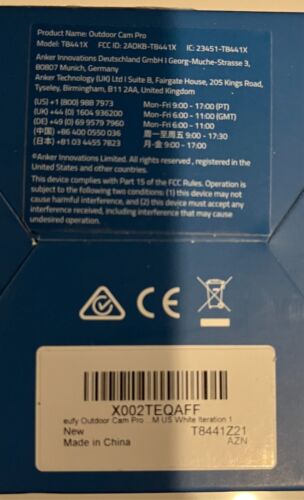 Product Name: Outdoor Cam Pro
Model: T8441X FCC ID: 2AOKB-T8441X IC: 23451-T8441X
Anker Innovations Deutschland GmbH I Georg-Muche-Strasse 3,
80807 Munich, Germany
Anker Technology (UK) Ltd I Suite B, Fairgate House, 205 Kings Road,
Tyseley, Birmingham, B11 2AA, United Kingdom
(US) +1 (800) 988 7973 Mon-Fri 9:00 - 17:00 (PT)
(UK) +44 (0) 1604 936200 Mon-Fri 6:00 - 11:00 (GMT)
(DE) +49 (0) 69 9579 7960 Mon-Fri 6:00 - 11:00
(中国) +86 400 0550 036 周一至周五 9:00 - 17:30
(日本) +81 03 4455 7823 月-金 9:00 - 17:00
©Anker Innovations Limited. All rights reserved , registered in the
United States and other countries.
This device complies with Part 15 of the FCC Rules. Operation is
subject to the following two conditions: (1) this device may not
cause harmful interference, and (2) this device must accept any
interference received, including interference that may cause
undesired operation.
CE
X002TEQAFF
eufy Outdoor Cam Pro ...M US White Iteration 1
New T8441Z21
Made in China AZN